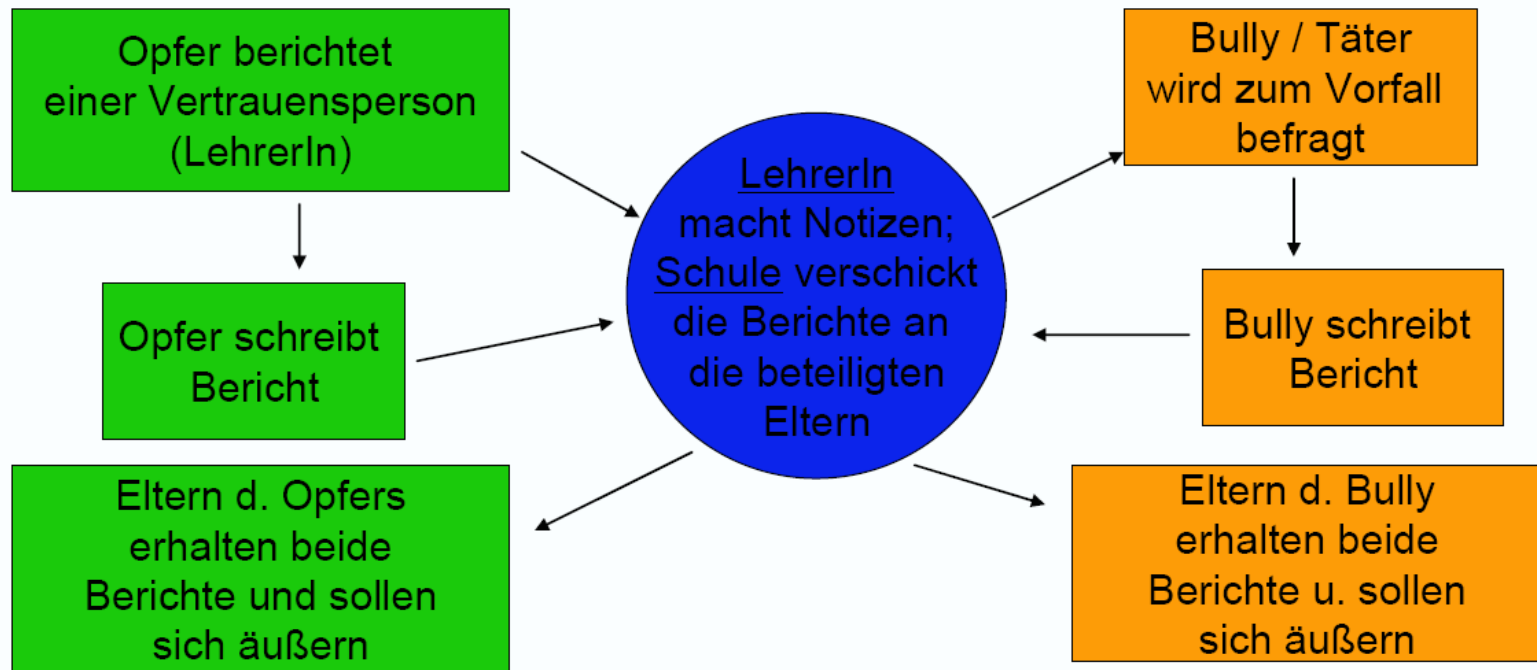 Opfer berichtet
einer Vertrauensperson
(LehrerIn)
Opfer schreibt
Bericht
Eltern d. Opfers
erhalten beide
Berichte und sollen
sich äußern
LehrerIn
macht Notizen;
Schule verschickt
die Berichte an
die beteiligten
Eltern
Bully / Täter
wird zum Vorfall
befragt
Bully schreibt
Bericht
Eltern d. Bully
erhalten beide
Berichte u. sollen
sich äußern